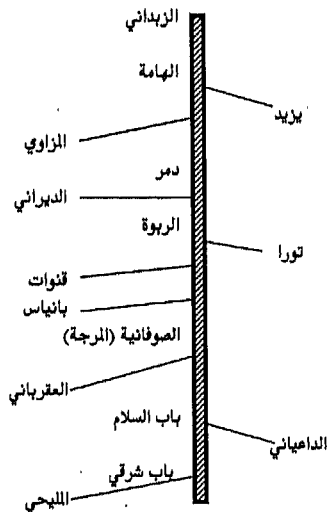 الزبداني
الهامة
يزيد
المزاوي
دمر
الديراني
الربوة
تورا
قنوات
بانياس
الصوفانية (المرجة)
العقرباني
باب السلام
الداعياني
باب شرقي
المليحي